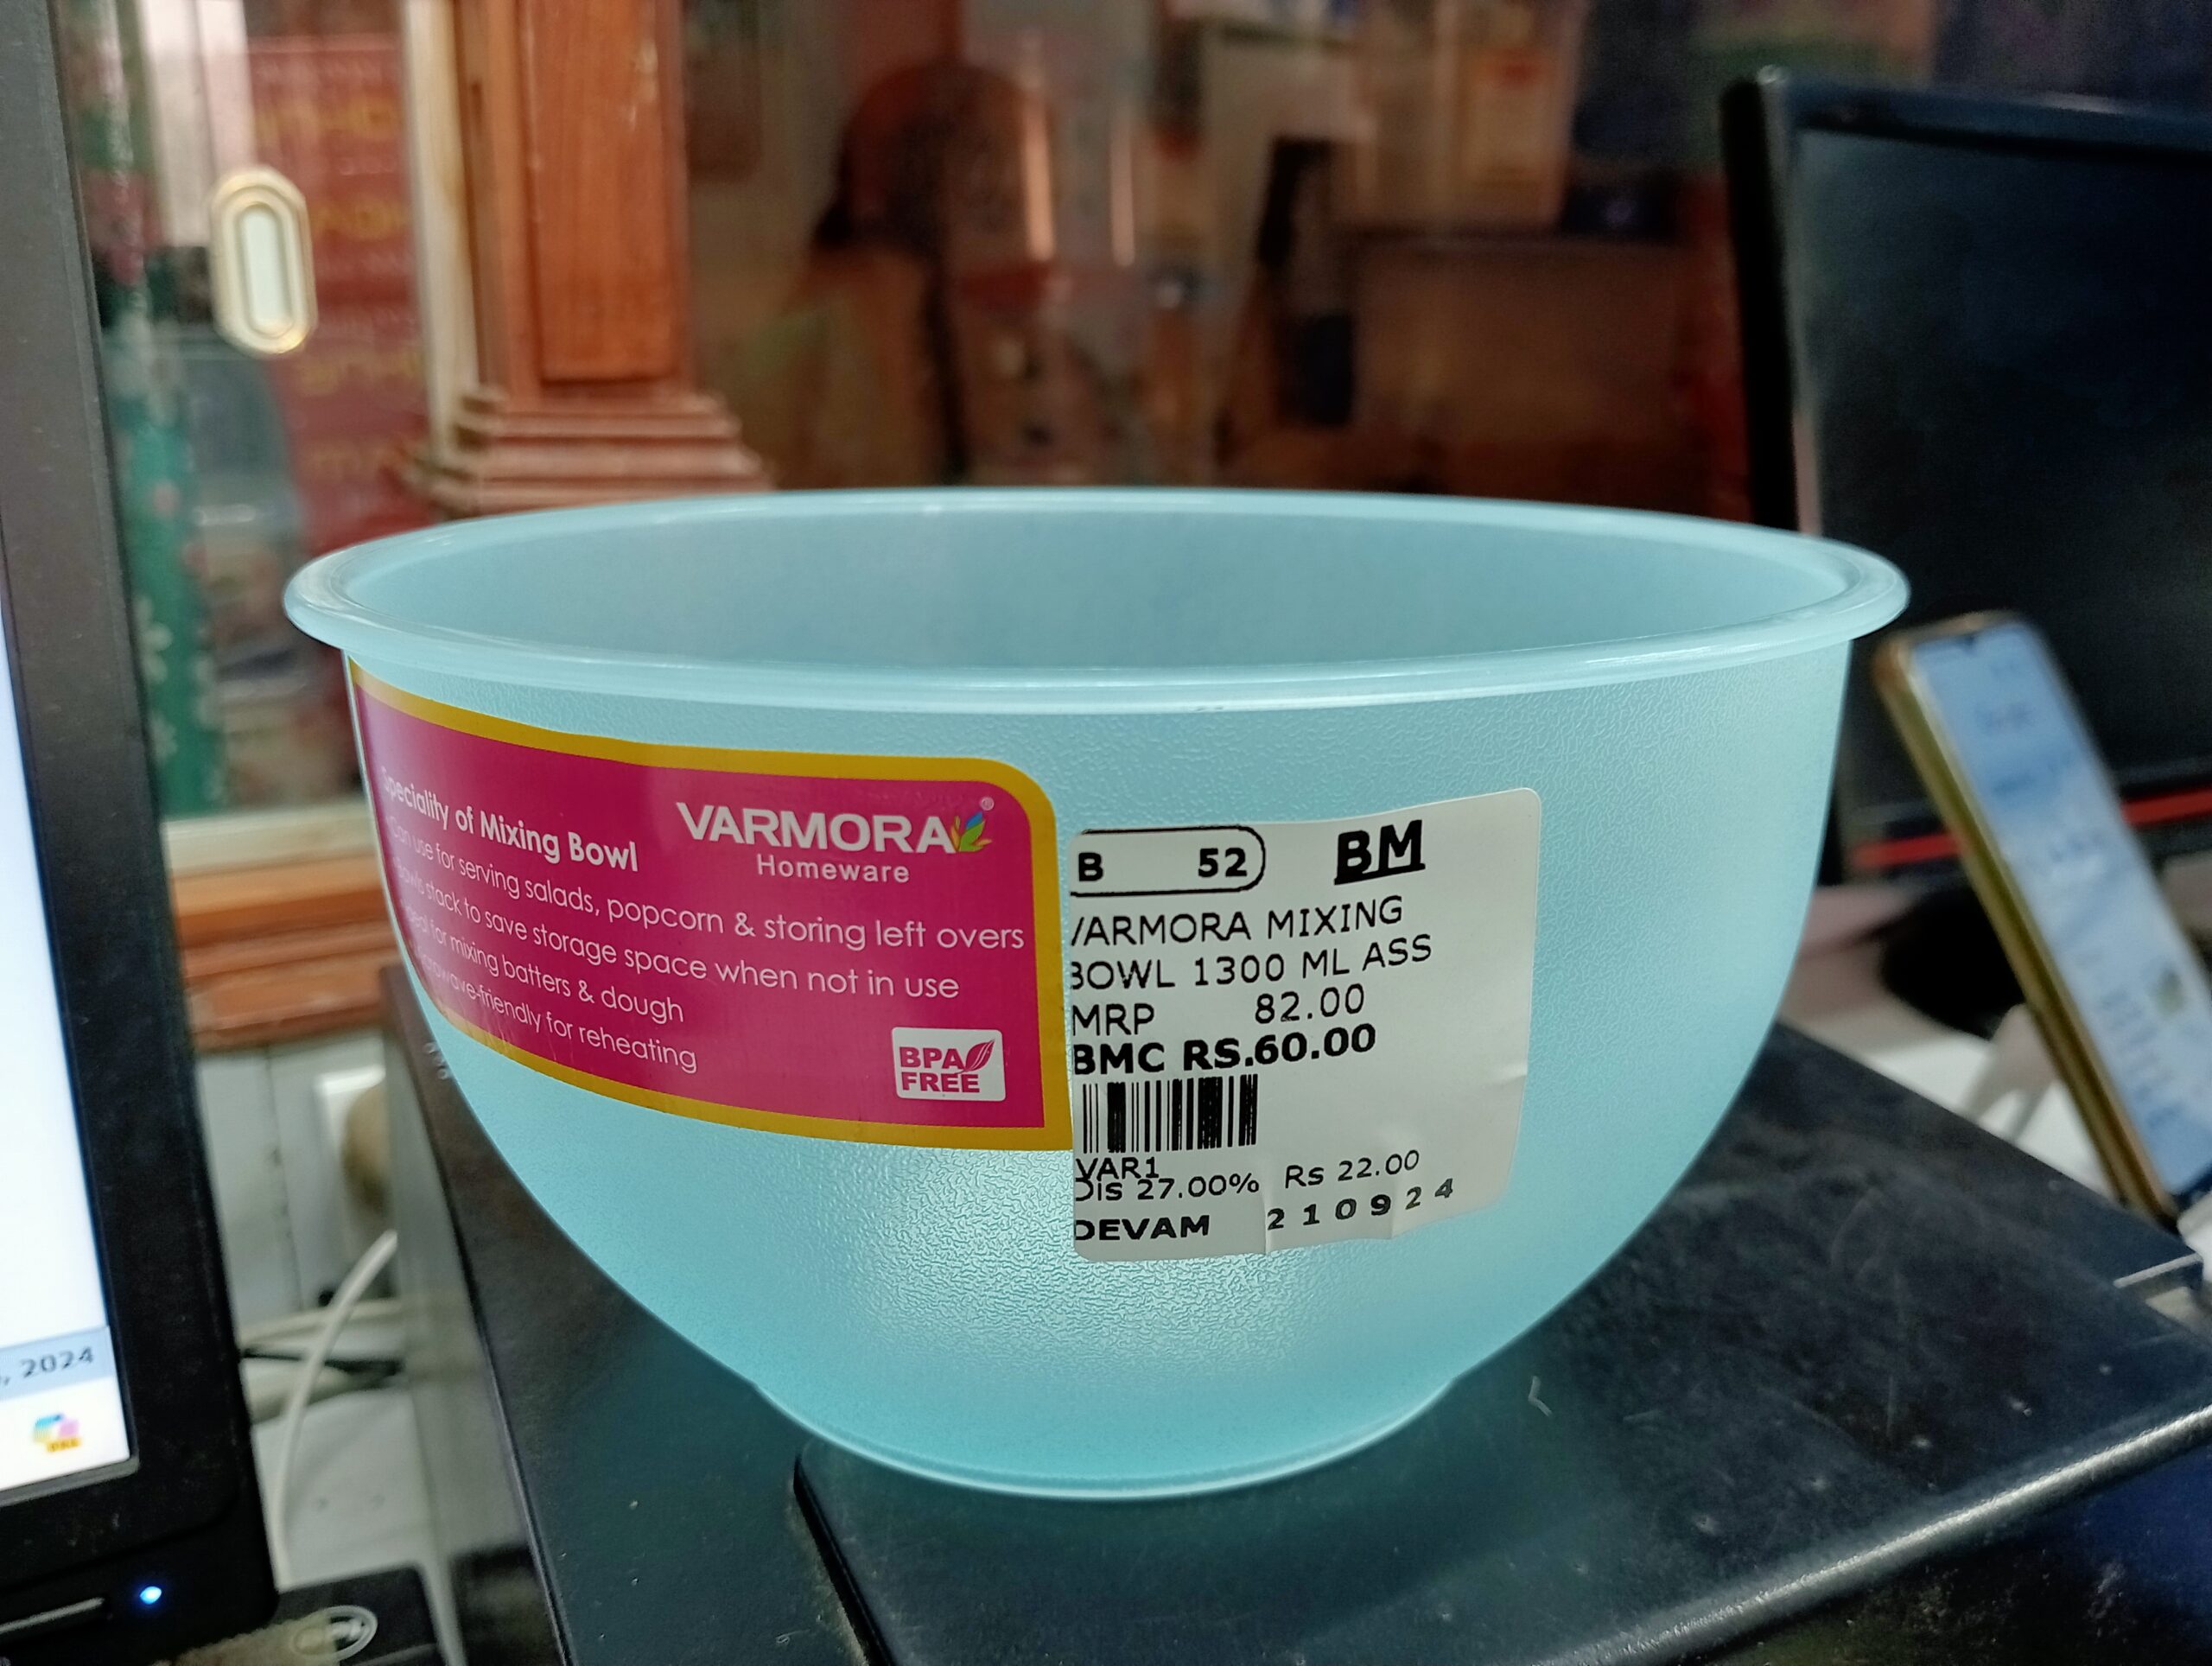 Speciality of Mixing Bowl
VARMORA®
Homeware
Can use for serving salads, popcorn & storing left overs
Bowls stack to save storage space when not in use
Ideal for mixing batters & dough
Microwave-friendly for reheating
BPA
FREE
B 52
BM
VARMORA MIXING
BOWL 1300 ML ASS
MRP 82.00
BMC RS.60.00
VAR1
Dis 27.00% Rs 22.00
DEVAM 210924
, 2024